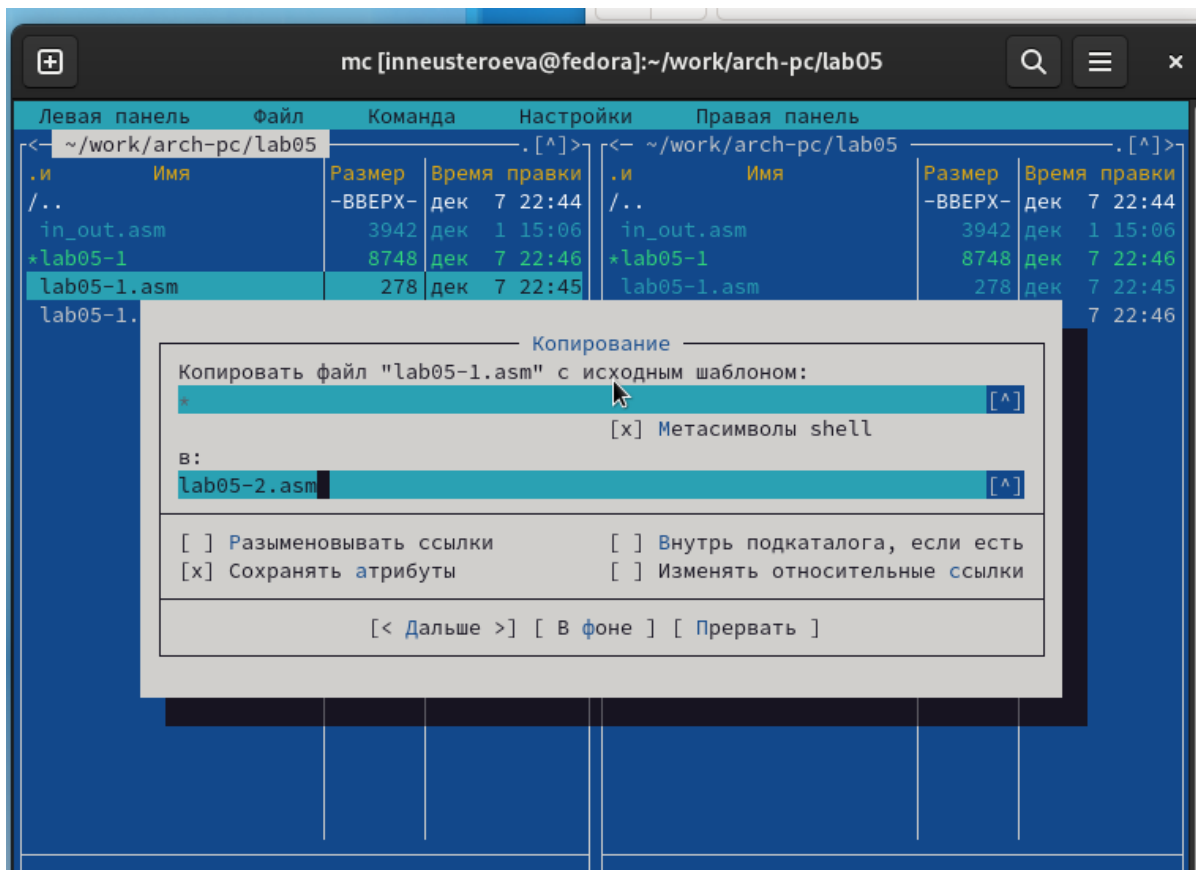 mc [inneusteroeva@fedora]:~/work/arch-pc/lab05
Левая панель Файл Команда Настройки Правая панель
<─ ~/work/arch-pc/lab05 .[^]> <─ ~/work/arch-pc/lab05 .[^]>
.и Имя Размер Время правки .и Имя Размер Время правки
/.. -ВВЕРХ- дек 7 22:44 /.. -ВВЕРХ- дек 7 22:44
in_out.asm 3942 дек 1 15:06 in_out.asm 3942 дек 1 15:06
*lab05-1 8748 дек 7 22:46 *lab05-1 8748 дек 7 22:46
lab05-1.asm 278 дек 7 22:45 lab05-1.asm 278 дек 7 22:45
lab05-1. 7 22:46
Копирование
Копировать файл "lab05-1.asm" с исходным шаблоном:
* [^]
[x] Метасимволы shell
в:
lab05-2.asm [^]
[ ] Разыменовывать ссылки [ ] Внутрь подкаталога, если есть
[x] Сохранять атрибуты [ ] Изменять относительные ссылки
[< Дальше >] [ В фоне ] [ Прервать ]